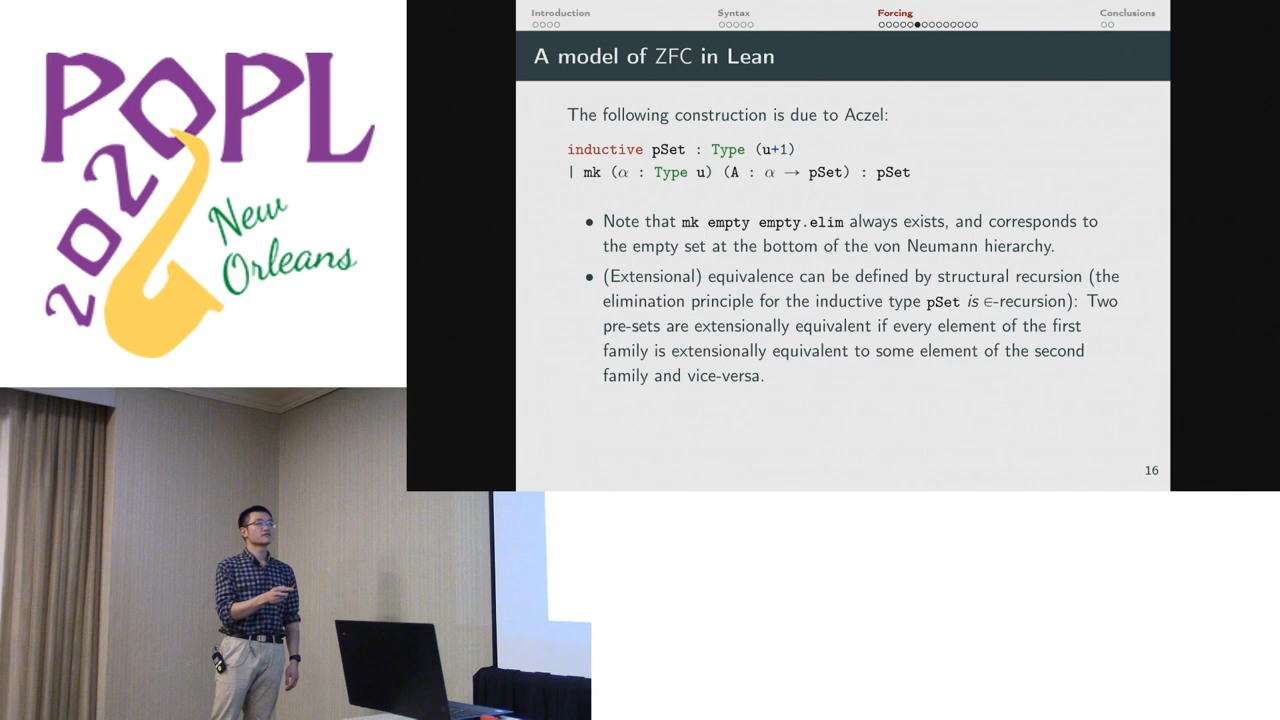 POPL
2020
New
Orleans
Introduction Syntax Forcing Conclusions
A model of ZFC in Lean
The following construction is due to Aczel:
inductive pSet : Type (u+1)
| mk (α : Type u) (A : α → pSet) : pSet
• Note that mk empty empty.elim always exists, and corresponds to
the empty set at the bottom of the von Neumann hierarchy.
• (Extensional) equivalence can be defined by structural recursion (the
elimination principle for the inductive type pSet is ∈-recursion): Two
pre-sets are extensionally equivalent if every element of the first
family is extensionally equivalent to some element of the second
family and vice-versa.
16